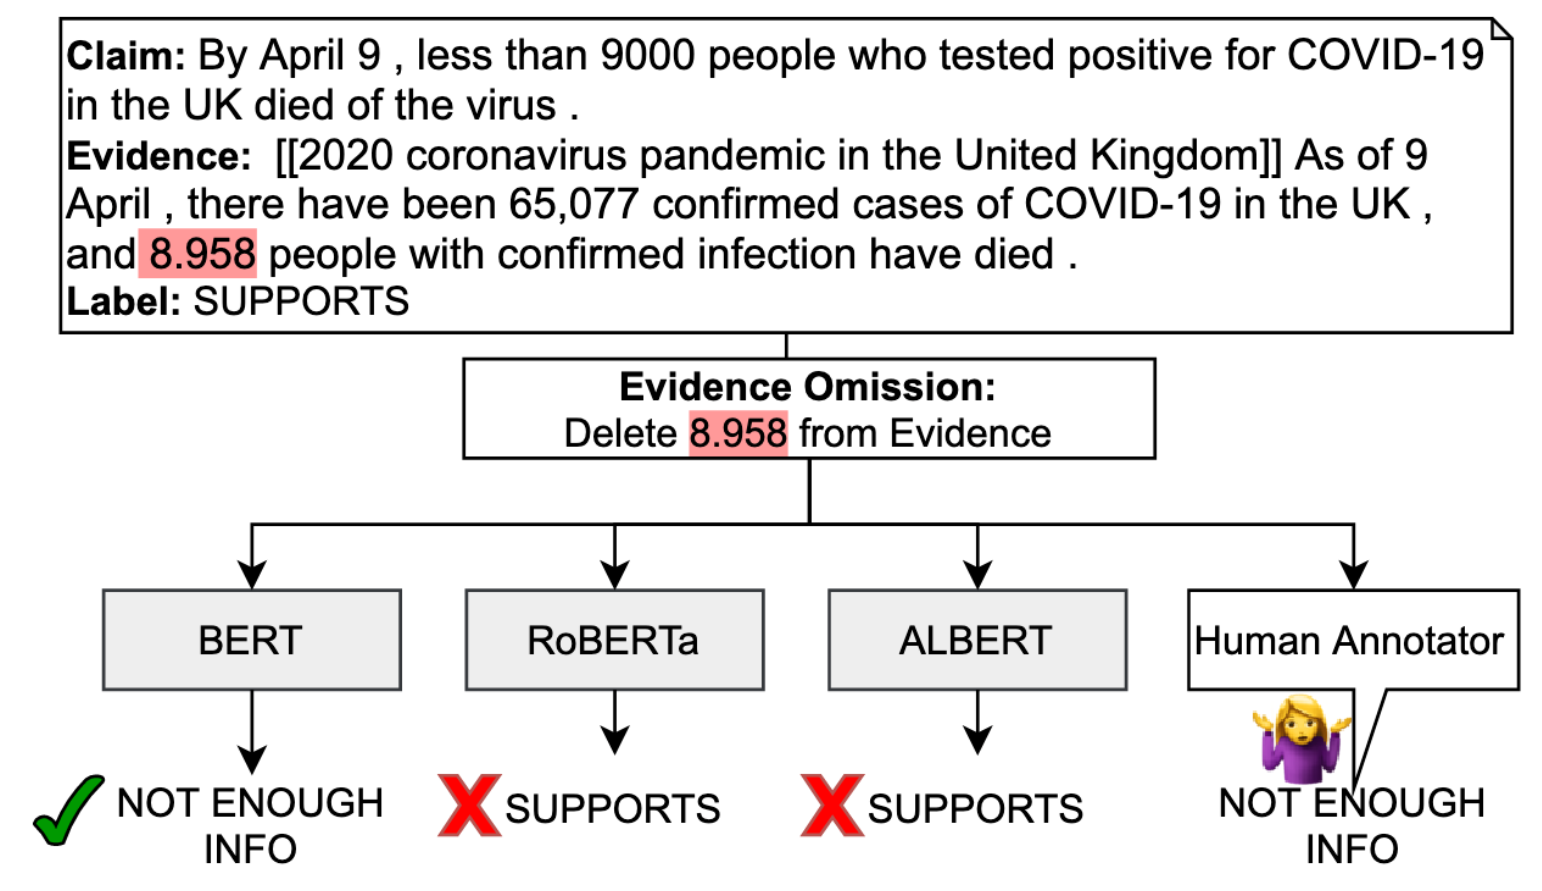 Claim: By April 9 , less than 9000 people who tested positive for COVID-19
in the UK died of the virus .
Evidence: [[2020 coronavirus pandemic in the United Kingdom]] As of 9
April , there have been 65,077 confirmed cases of COVID-19 in the UK ,
and 8.958 people with confirmed infection have died .
Label: SUPPORTS
Evidence Omission:
Delete 8.958 from Evidence
BERT
RoBERTa
ALBERT
Human Annotator
NOT ENOUGH
INFO
SUPPORTS
SUPPORTS
NOT ENOUGH
INFO